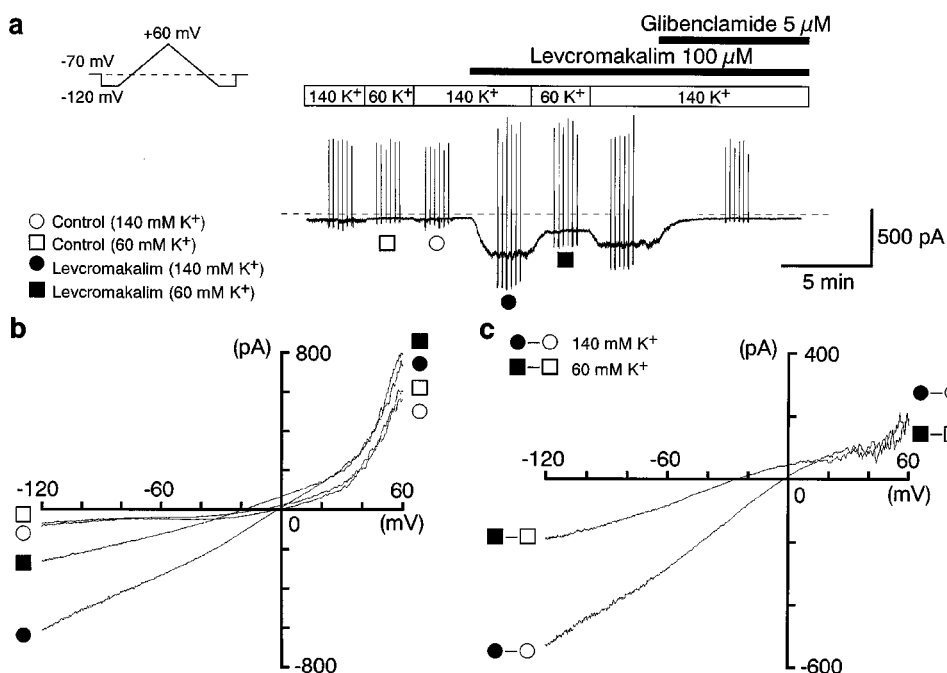 a
+60 mV
-70 mV
-120 mV
Glibenclamide 5 μM
Levcromakalim 100 μM
140 K+ 60 K+ 140 K+ 60 K+ 140 K+
Control (140 mM K+)
Control (60 mM K+)
Levcromakalim (140 mM K+)
Levcromakalim (60 mM K+)
500 pA
5 min
b
(pA) 800
-120 -60 0 60
(mV)
-800
c
140 mM K+
60 mM K+
(pA) 400
-120 -60 0 60
(mV)
-600